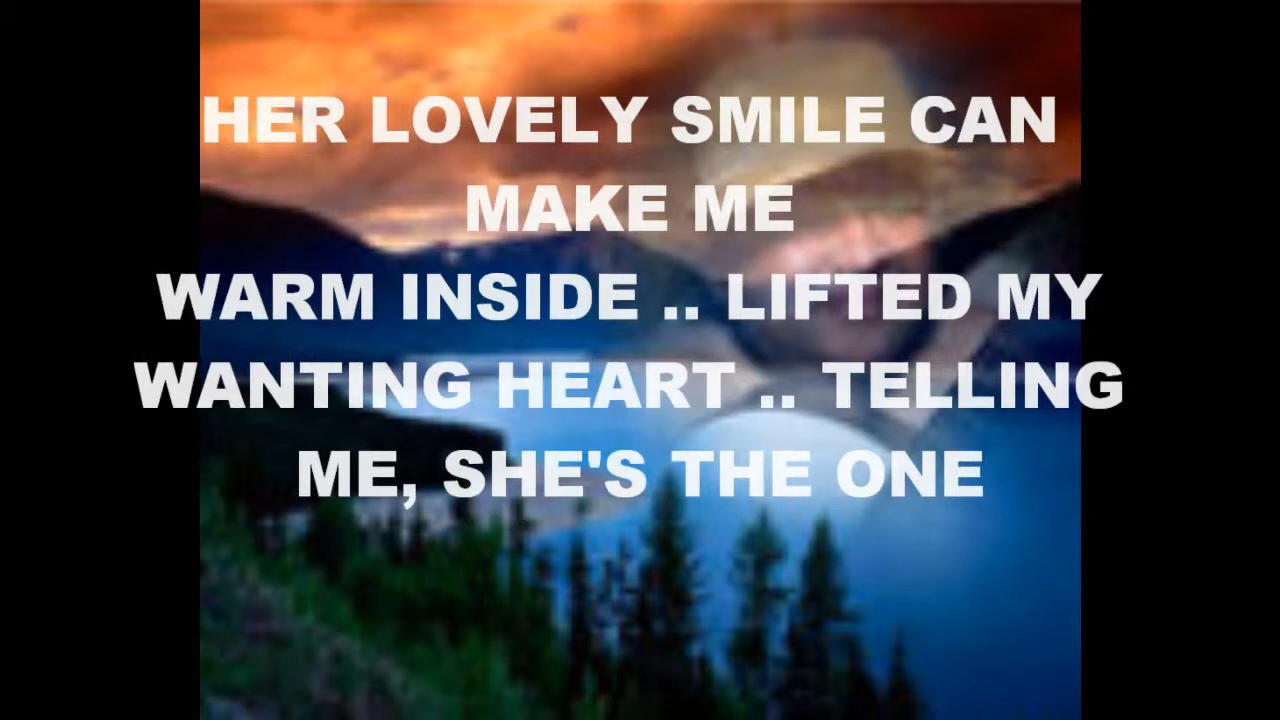 HER LOVELY SMILE CAN
MAKE ME
WARM INSIDE .. LIFTED MY
WANTING HEART .. TELLING
ME, SHE'S THE ONE